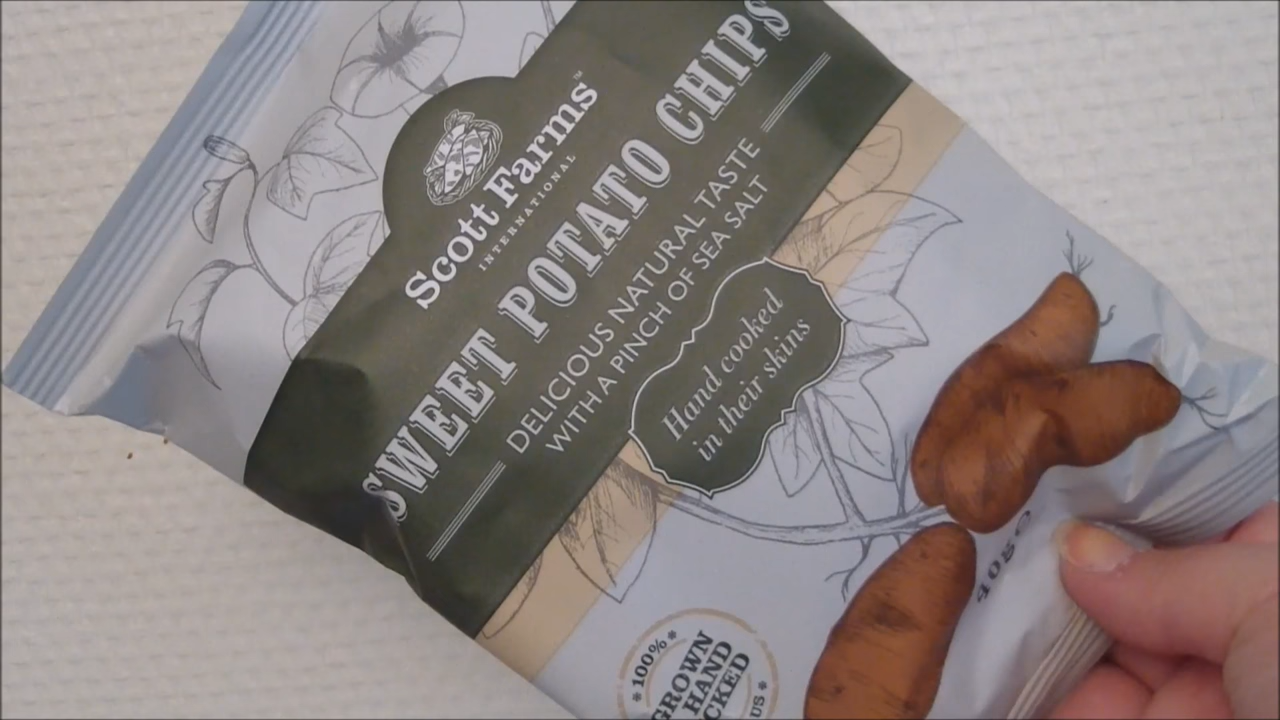 Scott Farms™
INTERNATIONAL
SWEET POTATO CHIPS
DELICIOUS NATURAL TASTE
WITH A PINCH OF SEA SALT
Hand cooked
in their skins
40g
100%
GROWN
HAND
US